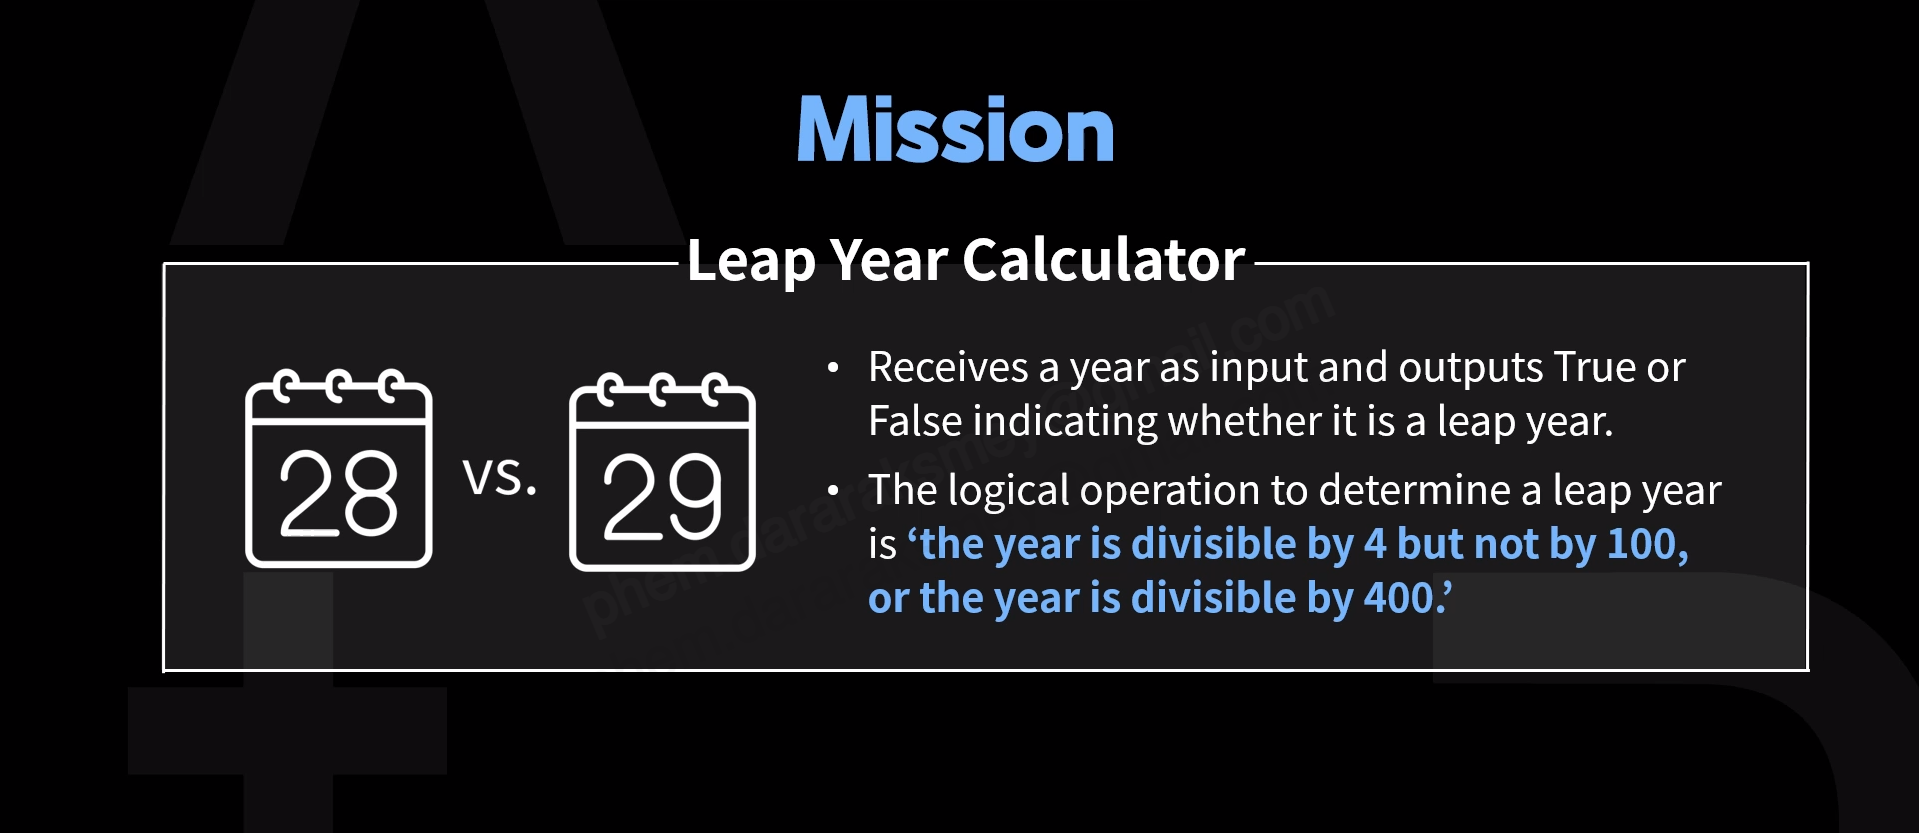 Mission
Leap Year Calculator
28 vs. 29
• Receives a year as input and outputs True or
False indicating whether it is a leap year.
• The logical operation to determine a leap year
is ‘the year is divisible by 4 but not by 100,
or the year is divisible by 400.’